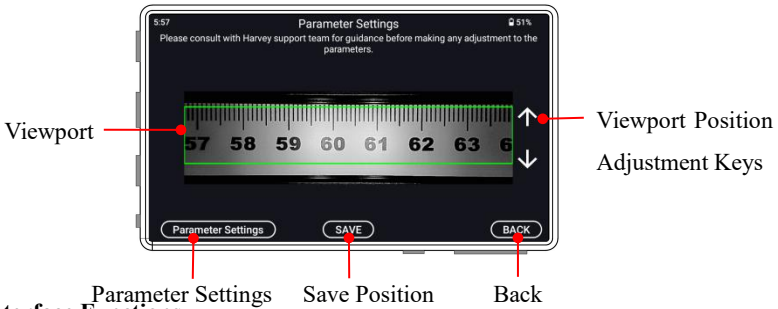 5:57 Parameter Settings 51%
Please consult with Harvey support team for guidance before making any adjustment to the
parameters.
Viewport
57 58 59 60 61 62 63 6
Viewport Position
Adjustment Keys
Parameter Settings SAVE BACK
Parameter Settings Save Position Back